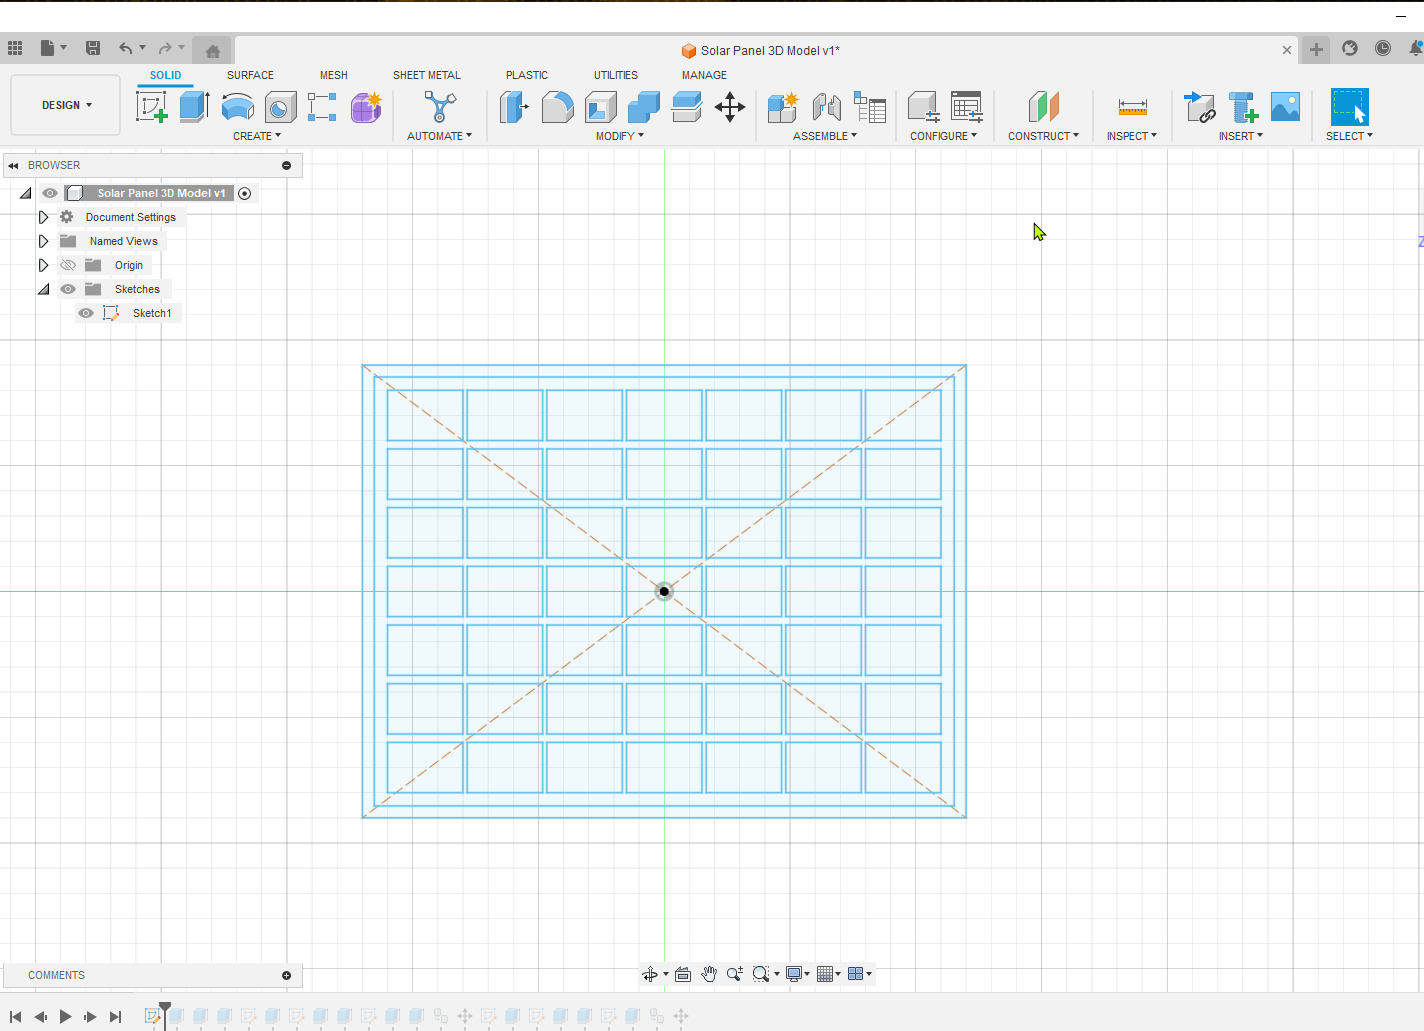 Solar Panel 3D Model v1*
SOLID SURFACE MESH SHEET METAL PLASTIC UTILITIES MANAGE
DESIGN
CREATE AUTOMATE MODIFY ASSEMBLE CONFIGURE CONSTRUCT INSPECT INSERT SELECT
BROWSER
Solar Panel 3D Model v1
Document Settings
Named Views
Z
Origin
Sketches
Sketch1
COMMENTS